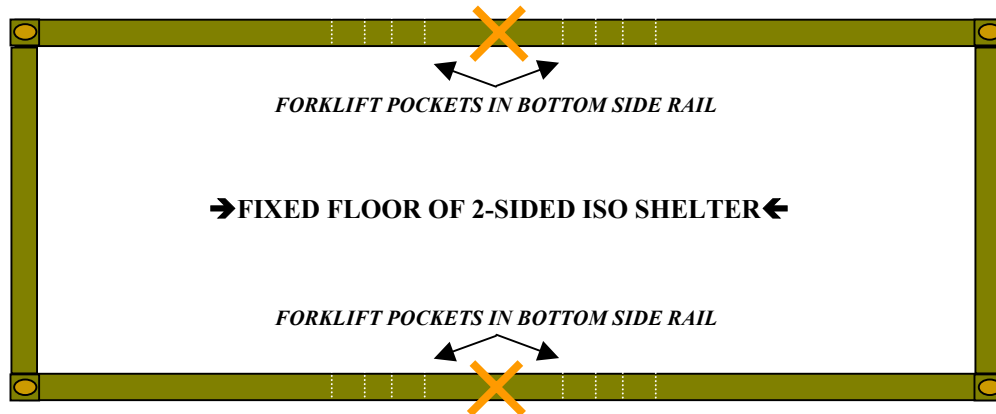 FORKLIFT POCKETS IN BOTTOM SIDE RAIL
➔FIXED FLOOR OF 2-SIDED ISO SHELTER🡸
FORKLIFT POCKETS IN BOTTOM SIDE RAIL